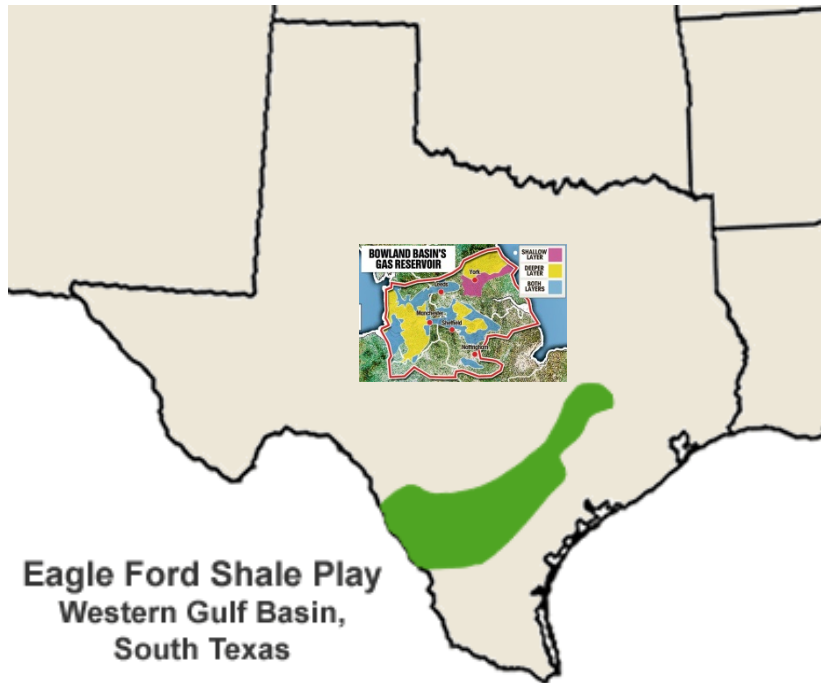 BOWLAND BASIN'S
GAS RESERVOIR
SHALLOW
LAYER
DEEPER
LAYER
BOTH
LAYERS
York
Leeds
Manchester
Sheffield
Nottingham
Eagle Ford Shale Play
Western Gulf Basin,
South Texas